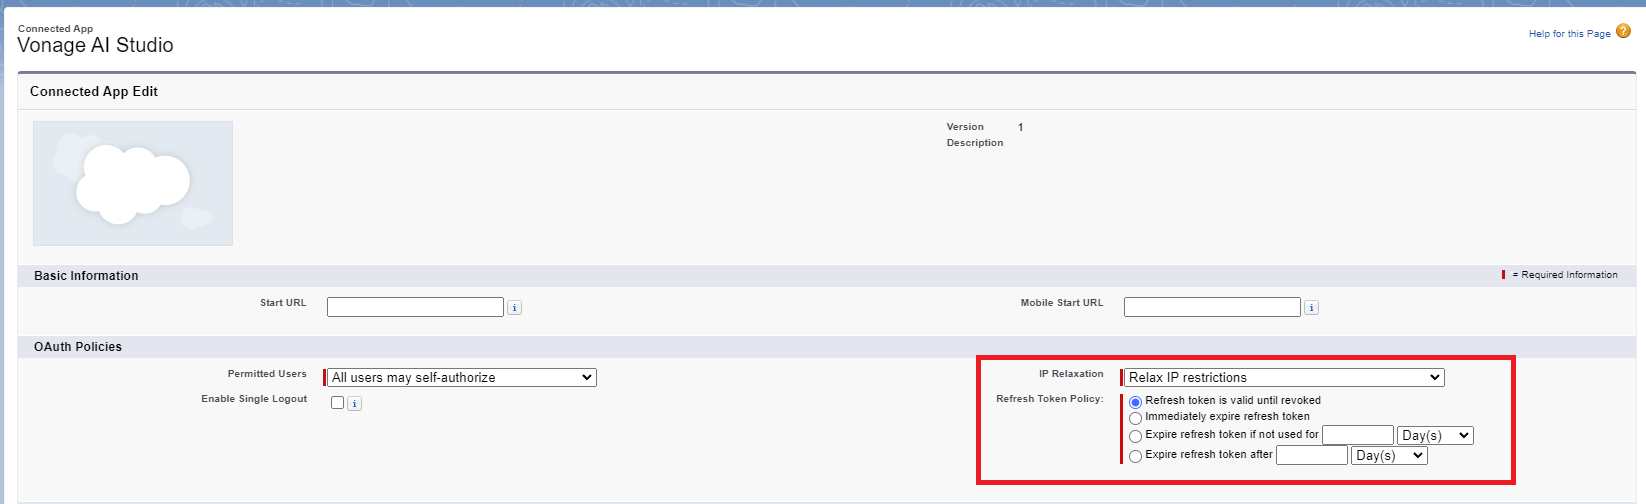 Connected App
Vonage AI Studio
Help for this Page ?
Connected App Edit
Version 1
Description
Basic Information
= Required Information
Start URL i
Mobile Start URL i
OAuth Policies
Permitted Users All users may self-authorize
IP Relaxation Relax IP restrictions
Enable Single Logout i
Refresh Token Policy: Refresh token is valid until revoked
Immediately expire refresh token
Expire refresh token if not used for Day(s)
Expire refresh token after Day(s)